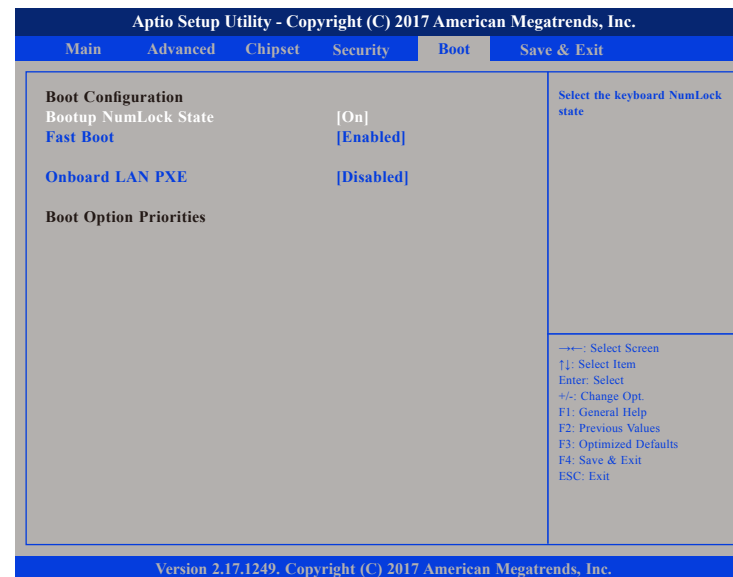 Aptio Setup Utility - Copyright (C) 2017 American Megatrends, Inc.
Main Advanced Chipset Security Boot Save & Exit
Boot Configuration
Bootup NumLock State [On]
Fast Boot [Enabled]
Onboard LAN PXE [Disabled]
Boot Option Priorities
Select the keyboard NumLock
state
→←: Select Screen
↑↓: Select Item
Enter: Select
+/-: Change Opt.
F1: General Help
F2: Previous Values
F3: Optimized Defaults
F4: Save & Exit
ESC: Exit
Version 2.17.1249. Copyright (C) 2017 American Megatrends, Inc.